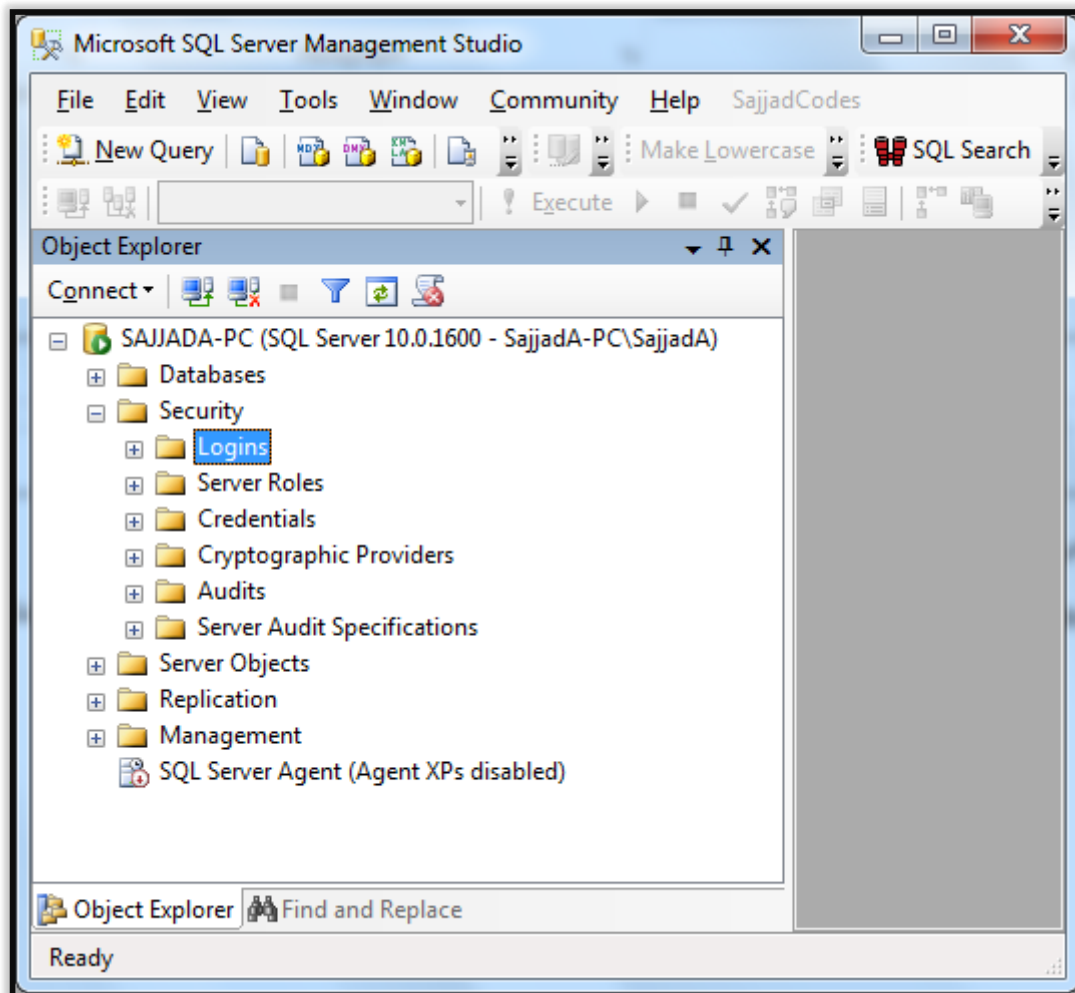 Microsoft SQL Server Management Studio
File Edit View Tools Window Community Help SajjadCodes
New Query MDX DMX XMLA Make Lowercase SQL Search
Execute
Object Explorer
Connect
SAJJADA-PC (SQL Server 10.0.1600 - SajjadA-PC\SajjadA)
Databases
Security
Logins
Server Roles
Credentials
Cryptographic Providers
Audits
Server Audit Specifications
Server Objects
Replication
Management
SQL Server Agent (Agent XPs disabled)
Object Explorer Find and Replace
Ready